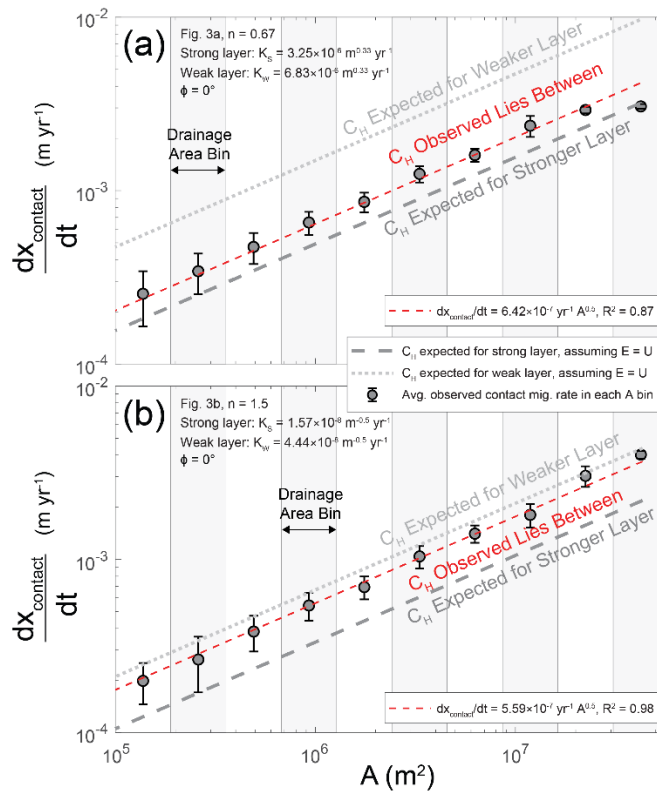 (a)
Fig. 3a, n = 0.67
Strong layer: K_S = 3.25×10⁻⁶ m^0.33 yr⁻¹
Weak layer: K_W = 6.83×10⁻⁶ m^0.33 yr⁻¹
ϕ = 0°
Drainage
Area Bin
C_H Expected for Weaker Layer
C_H Observed Lies Between
C_H Expected for Stronger Layer
dx_contact/dt = 6.42×10⁻⁷ yr⁻¹ A^0.5, R² = 0.87
10⁻²
10⁻³
10⁻⁴
dx_contact
dt
(m yr⁻¹)
C_H expected for strong layer, assuming E = U
C_H expected for weak layer, assuming E = U
Avg. observed contact mig. rate in each A bin
(b)
Fig. 3b, n = 1.5
Strong layer: K_S = 1.57×10⁻⁸ m^-0.5 yr⁻¹
Weak layer: K_W = 4.44×10⁻⁸ m^-0.5 yr⁻¹
ϕ = 0°
Drainage
Area Bin
C_H Expected for Weaker Layer
C_H Observed Lies Between
C_H Expected for Stronger Layer
dx_contact/dt = 5.59×10⁻⁷ yr⁻¹ A^0.5, R² = 0.98
10⁻²
10⁻³
10⁻⁴
dx_contact
dt
(m yr⁻¹)
10⁵
10⁶
10⁷
A (m²)